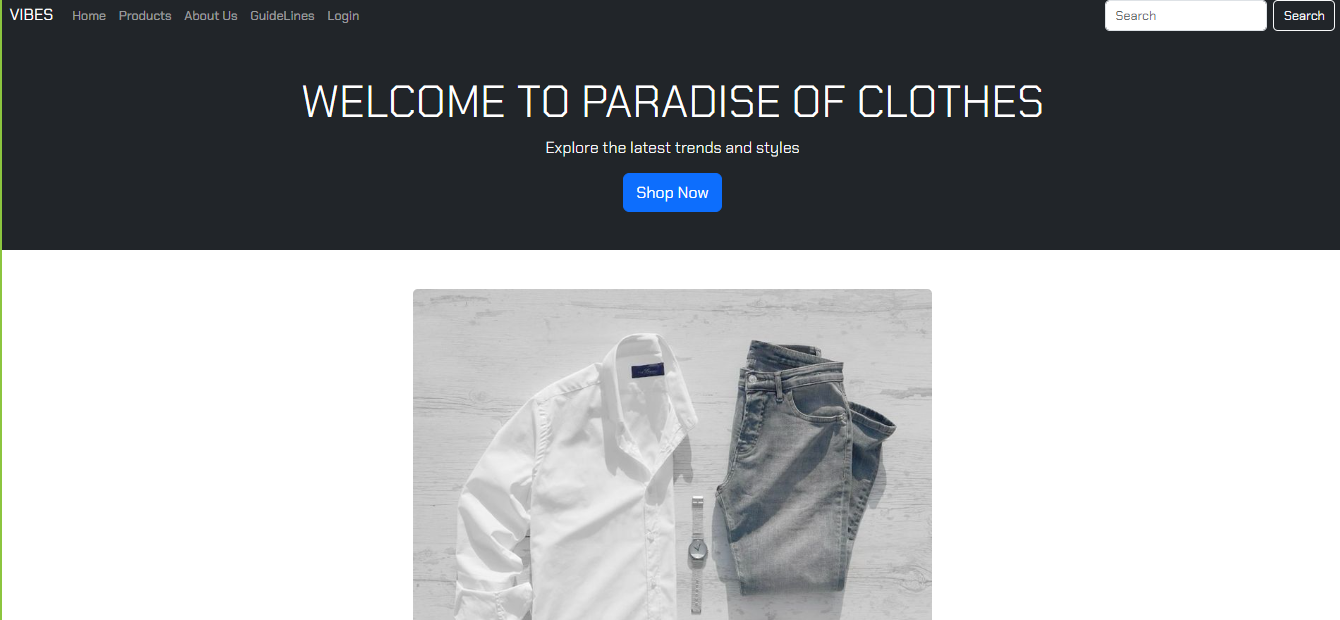 VIBES Home Products About Us GuideLines Login Search Search
WELCOME TO PARADISE OF CLOTHES
Explore the latest trends and styles
Shop Now